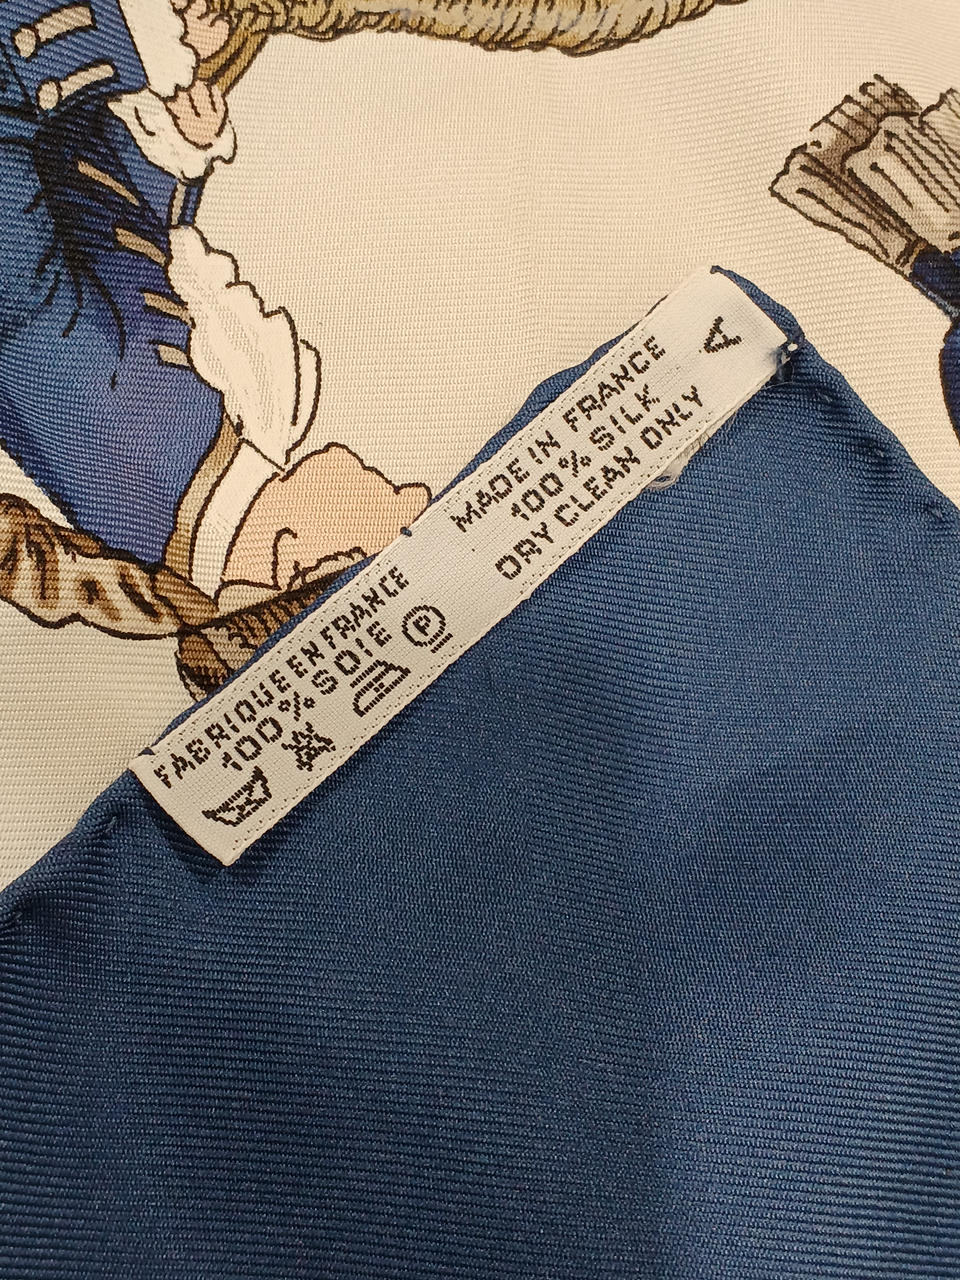 FABRIQUE EN FRANCE
100% SOIE
P
MADE IN FRANCE
100% SILK
DRY CLEAN ONLY
A